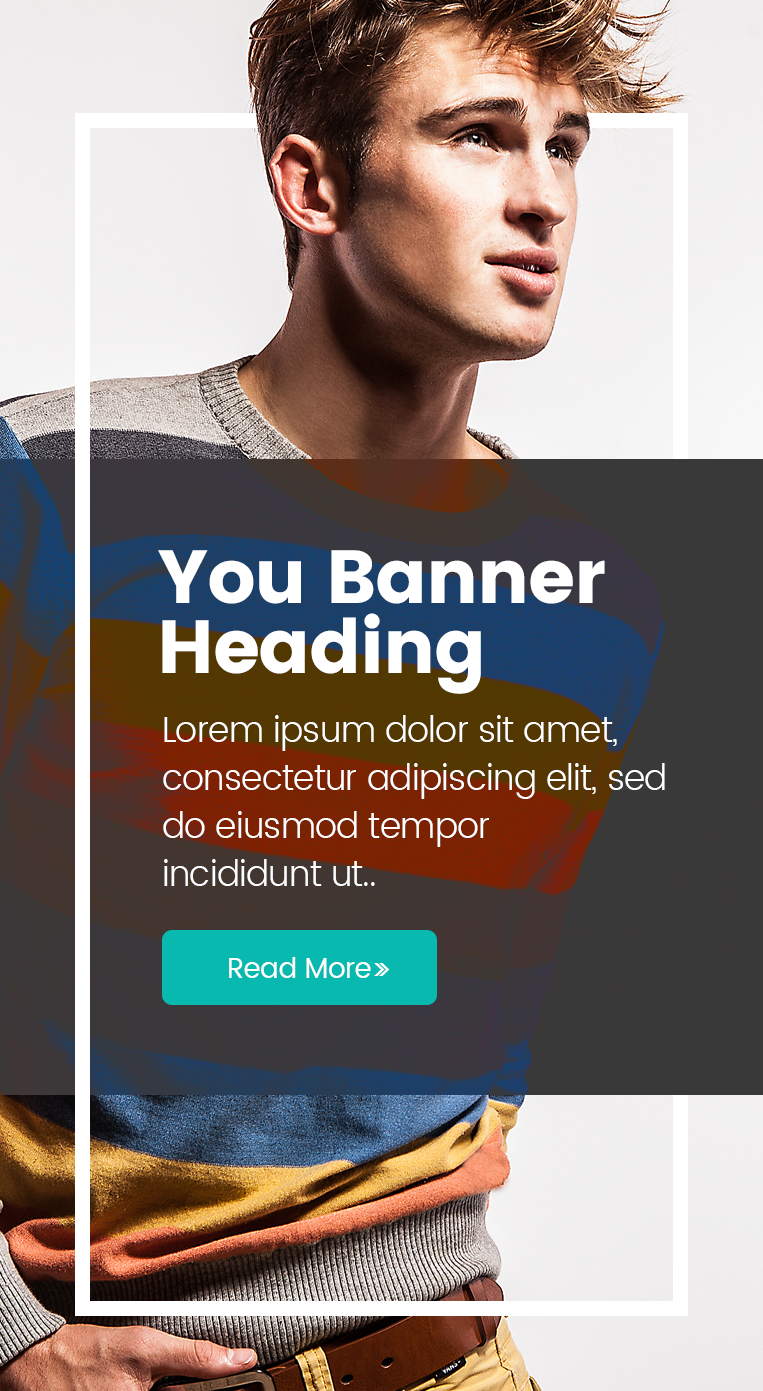 You Banner
Heading
Lorem ipsum dolor sit amet,
consectetur adipiscing elit, sed
do eiusmod tempor
incididunt ut..
Read More»
VANS